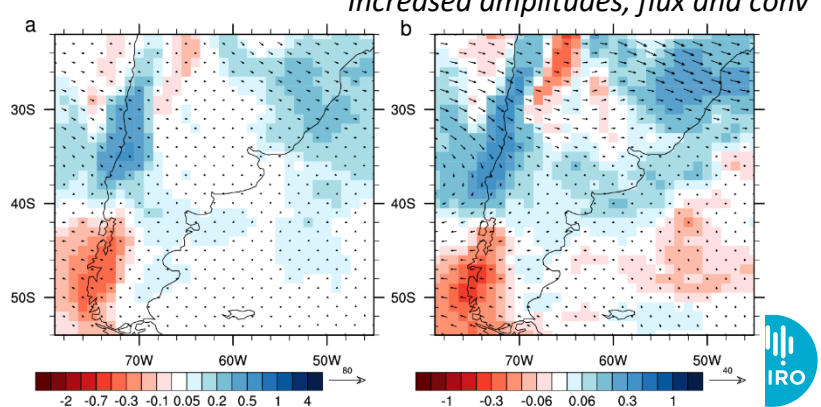 increased amplitudes, flux and conv
a b
30S 30S
40S 40S
50S 50S
70W 60W 50W 70W 60W 50W
80 40
-2 -0.7 -0.3 -0.1 0.05 0.2 0.5 1 4 -1 -0.3 -0.06 0.06 0.3 1
IRO